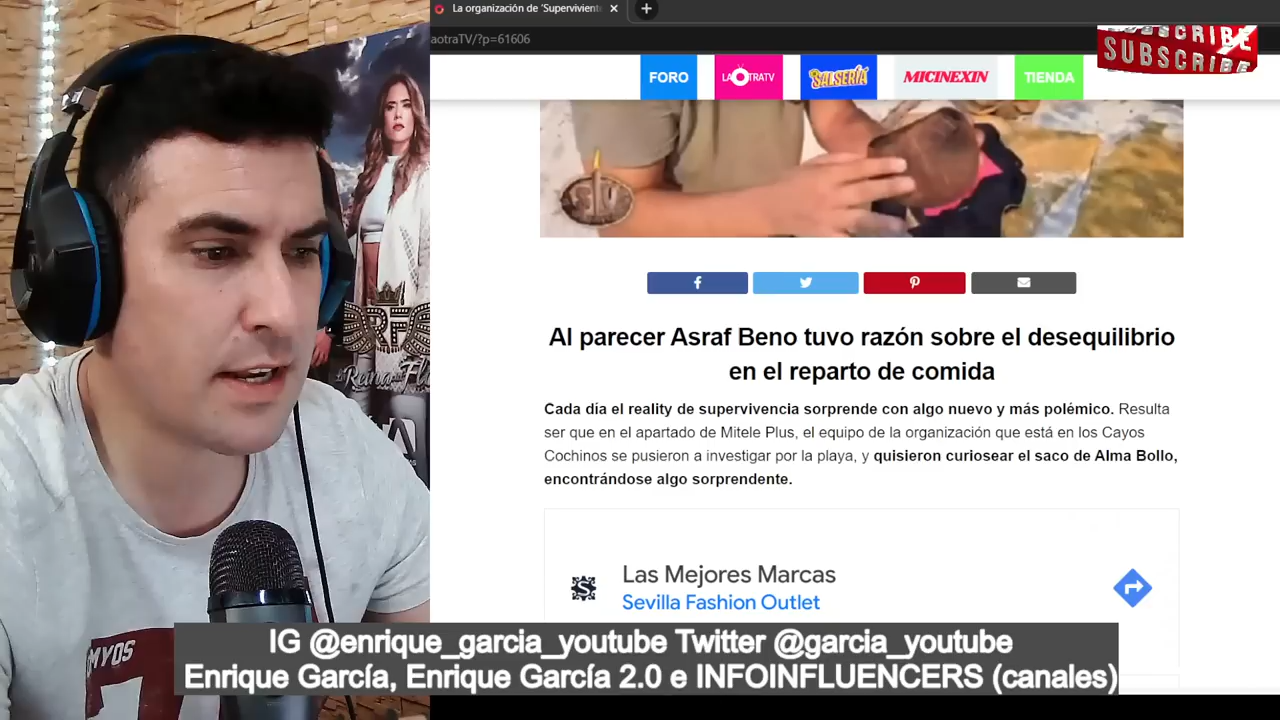 La organización de 'Supervivient
aotraTV/?p=61606
SUBSCRIBE
SUBSCRIBE
FORO
LA OTRATV
SALSERÍA
MICINEXIN
TIENDA
Al parecer Asraf Beno tuvo razón sobre el desequilibrio
en el reparto de comida
Cada día el reality de supervivencia sorprende con algo nuevo y más polémico. Resulta
ser que en el apartado de Mitele Plus, el equipo de la organización que está en los Cayos
Cochinos se pusieron a investigar por la playa, y quisieron curiosear el saco de Alma Bollo,
encontrándose algo sorprendente.
Las Mejores Marcas
Sevilla Fashion Outlet
IG @enrique_garcia_youtube Twitter @garcia_youtube
Enrique García, Enrique García 2.0 e INFOINFLUENCERS (canales)